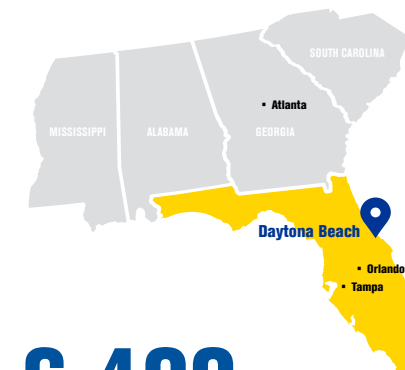 SOUTH CAROLINA
Atlanta
MISSISSIPPI
ALABAMA
GEORGIA
Daytona Beach
Orlando
Tampa